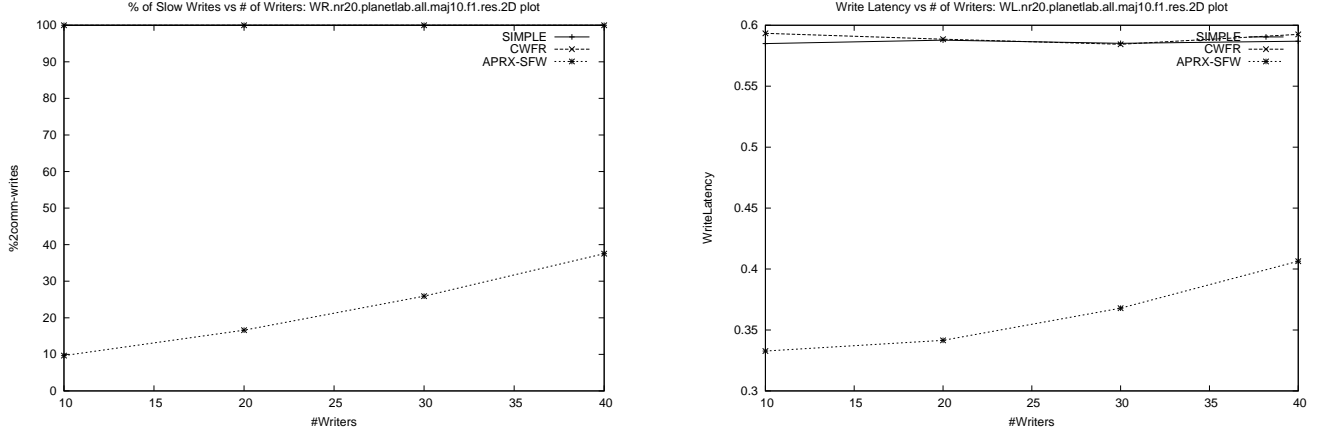 % of Slow Writes vs # of Writers: WR.nr20.planetlab.all.maj10.f1.res.2D plot
100
90
80
70
60
50
40
30
20
10
0
%2comm-writes
SIMPLE
CWFR
APRX-SFW
10 15 20 25 30 35 40
#Writers
Write Latency vs # of Writers: WL.nr20.planetlab.all.maj10.f1.res.2D plot
0.6
0.55
0.5
0.45
0.4
0.35
0.3
WriteLatency
SIMPLE
CWFR
APRX-SFW
10 15 20 25 30 35 40
#Writers